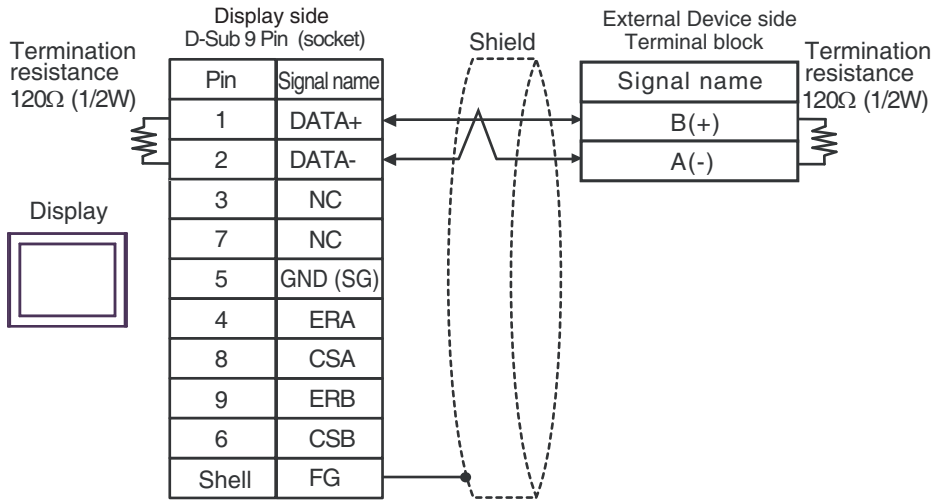 Display side
D-Sub 9 Pin (socket)
Termination
resistance
120Ω (1/2W)
Shield
External Device side
Terminal block
Termination
resistance
120Ω (1/2W)
Pin Signal name
1 DATA+
2 DATA-
3 NC
7 NC
5 GND (SG)
4 ERA
8 CSA
9 ERB
6 CSB
Shell FG
Signal name
B(+)
A(-)
Display